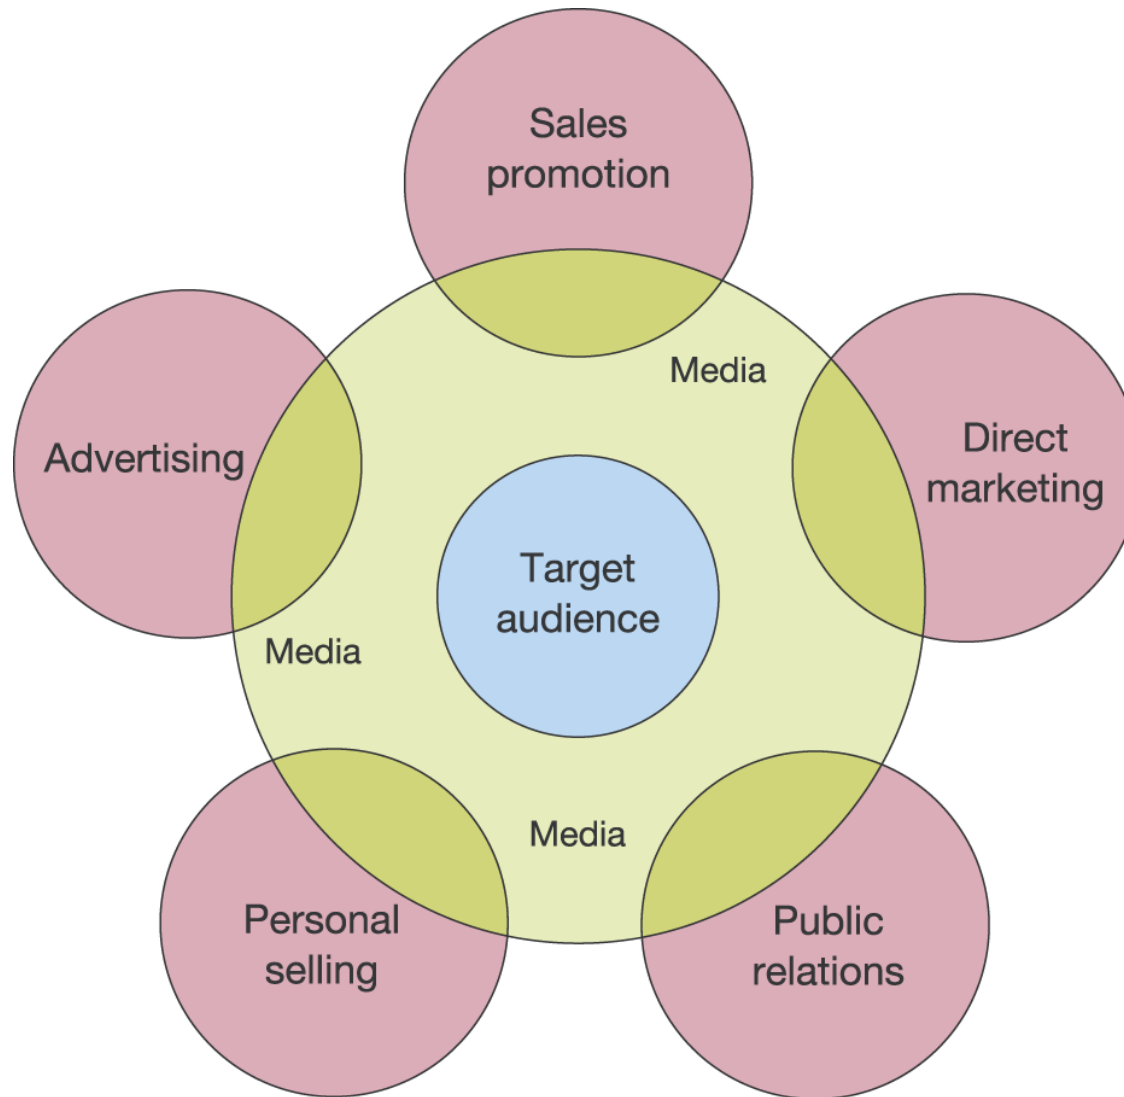 Sales
promotion
Media
Advertising
Direct
marketing
Target
audience
Media
Media
Personal
selling
Public
relations